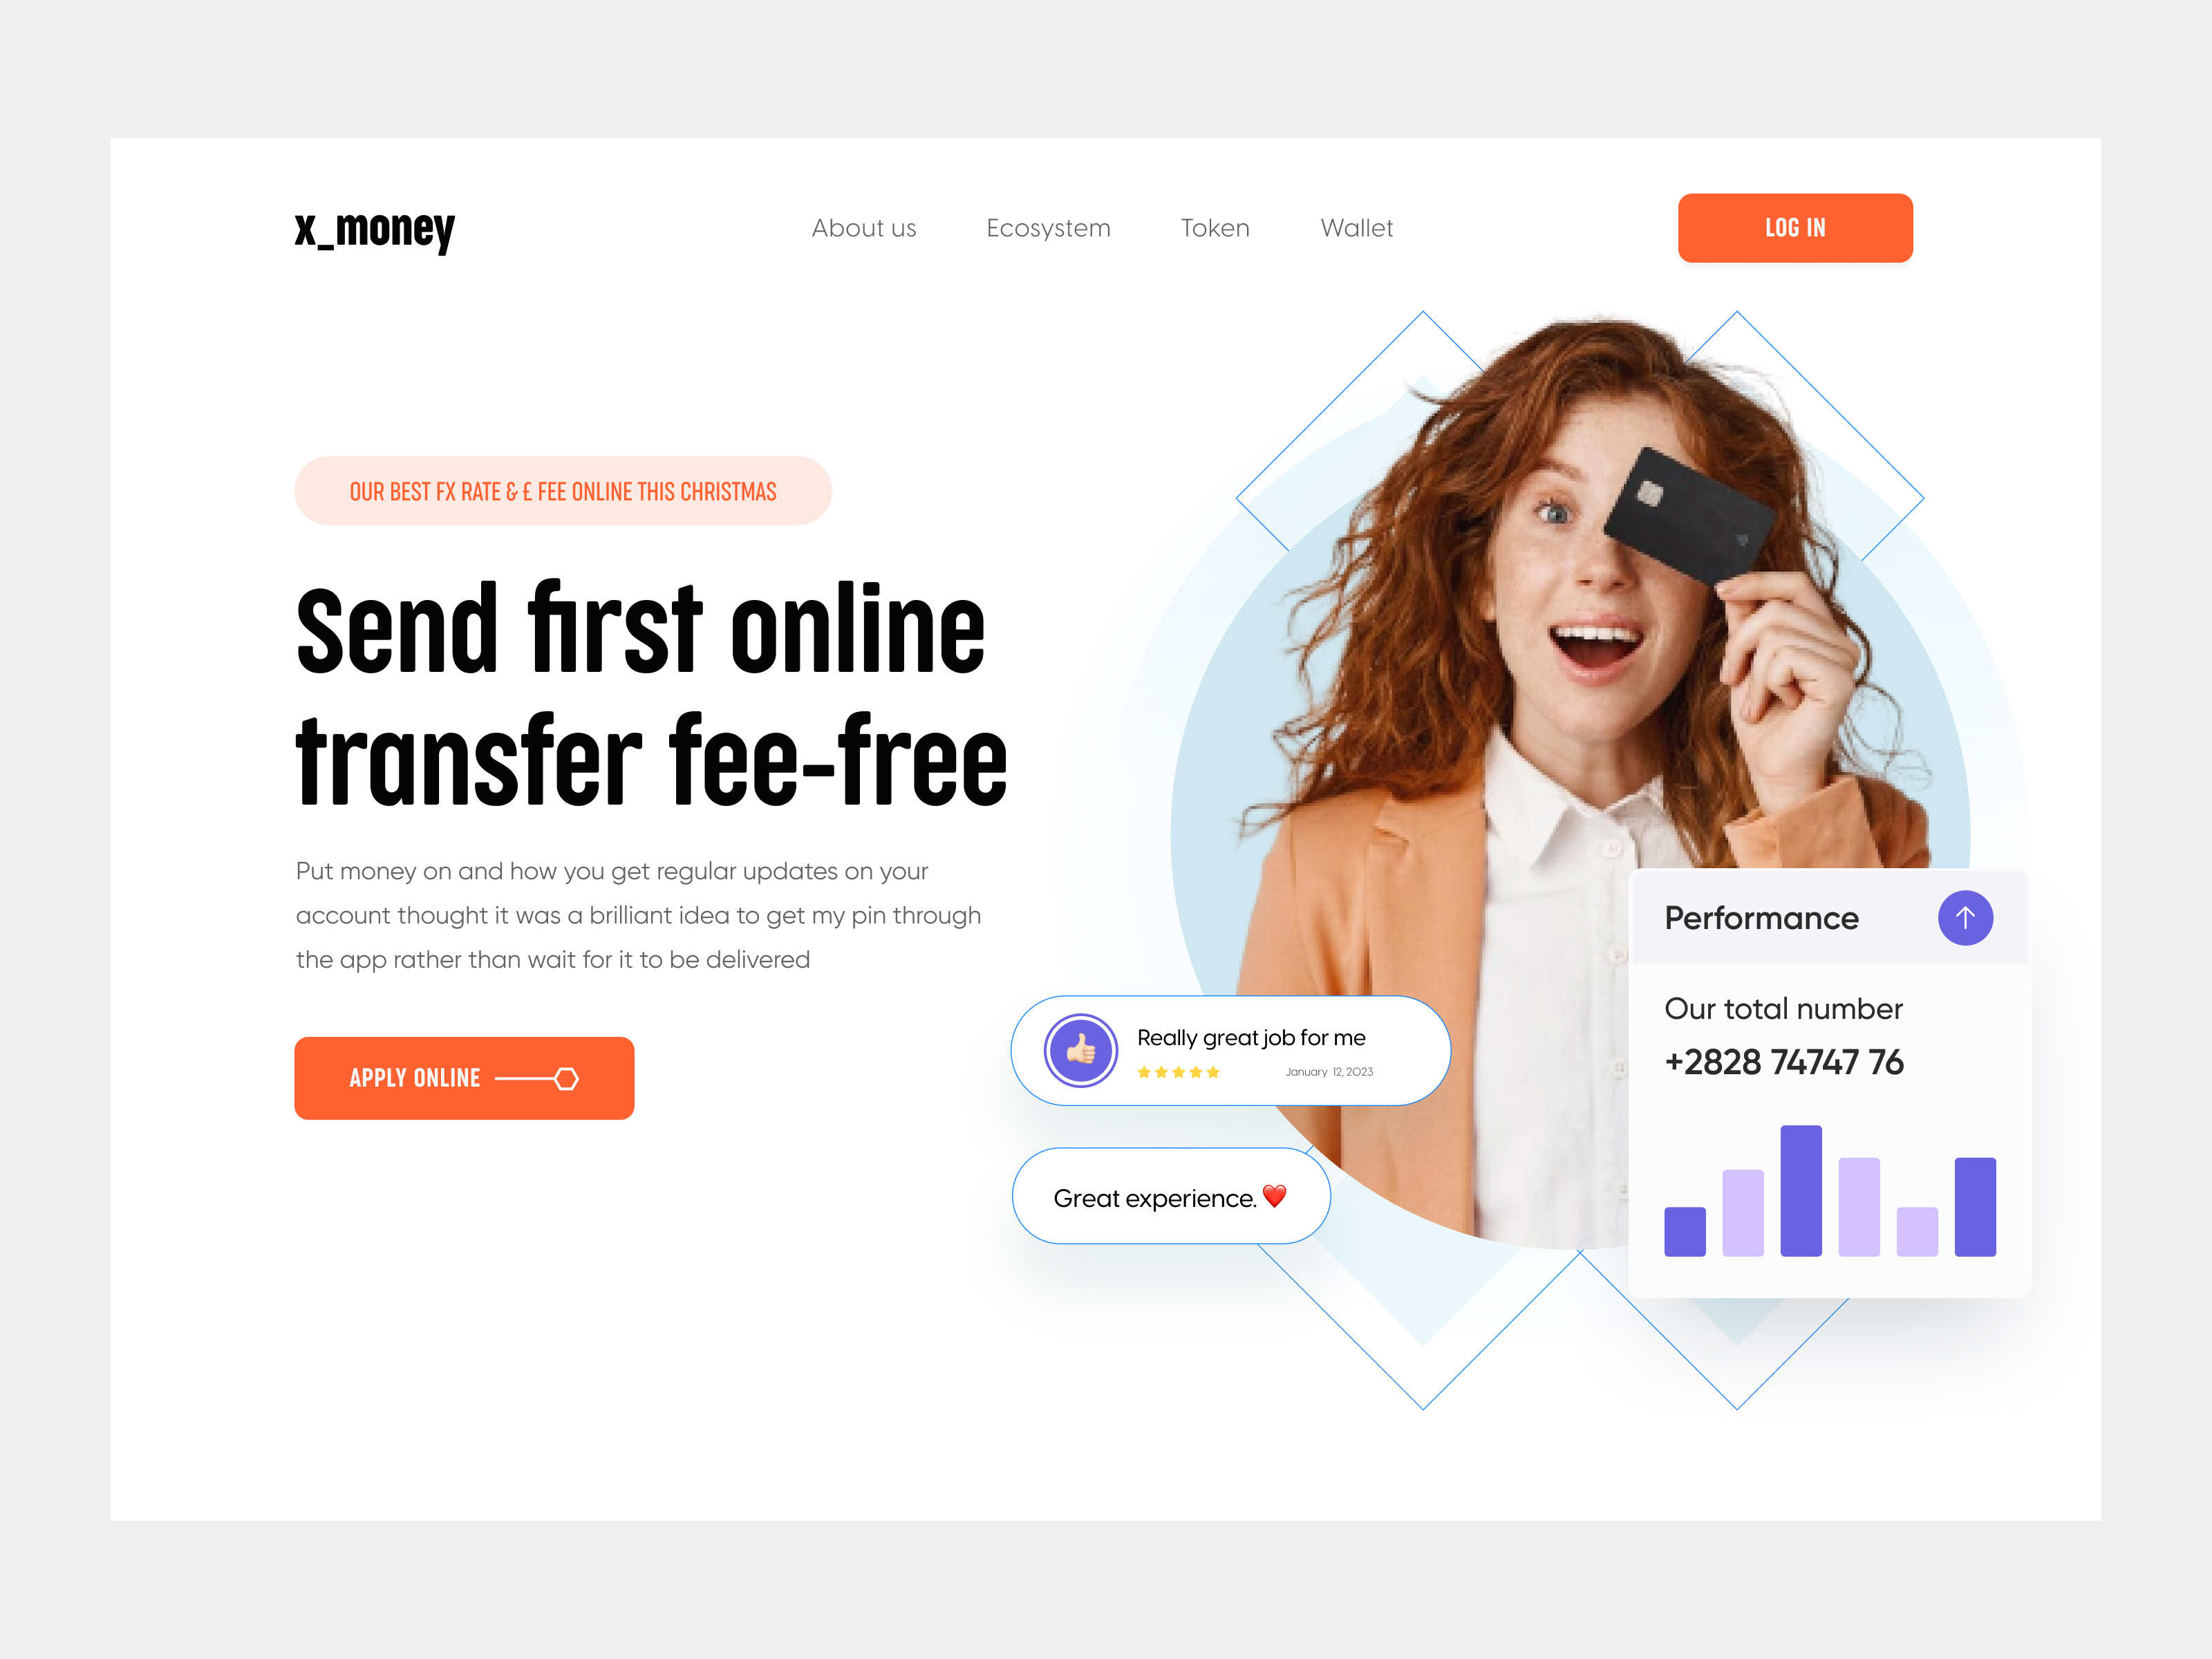 x_money
About us
Ecosystem
Token
Wallet
LOG IN
OUR BEST FX RATE & £ FEE ONLINE THIS CHRISTMAS
Send first online
transfer fee-free
Put money on and how you get regular updates on your
account thought it was a brilliant idea to get my pin through
the app rather than wait for it to be delivered
APPLY ONLINE
Really great job for me
January 12, 2023
Great experience. ❤️
Performance
Our total number
+2828 74747 76